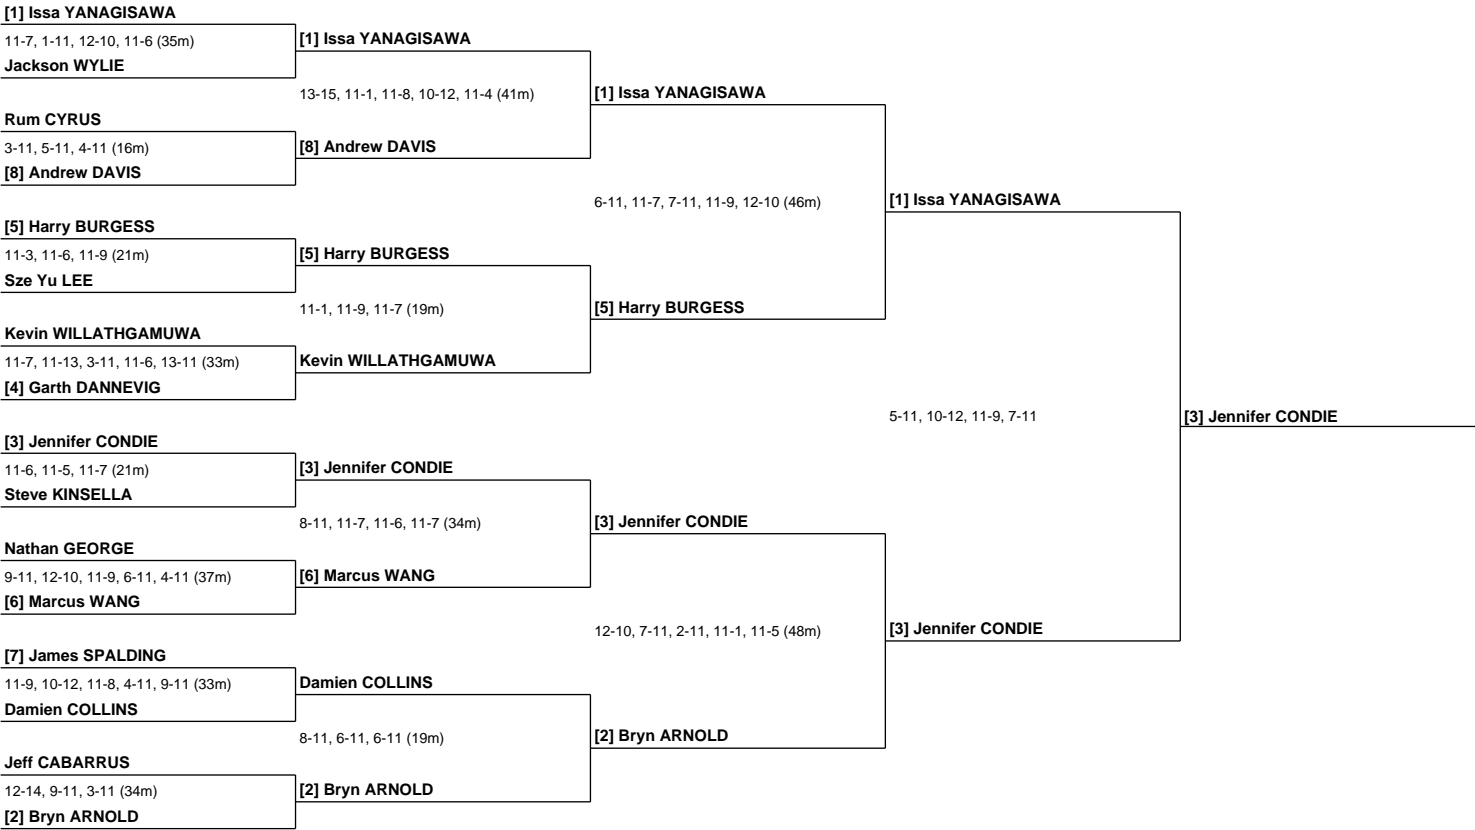 [1] Issa YANAGISAWA
11-7, 1-11, 12-10, 11-6 (35m)
Jackson WYLIE
Rum CYRUS
3-11, 5-11, 4-11 (16m)
[8] Andrew DAVIS
[5] Harry BURGESS
11-3, 11-6, 11-9 (21m)
Sze Yu LEE
Kevin WILLATHGAMUWA
11-7, 11-13, 3-11, 11-6, 13-11 (33m)
[4] Garth DANNEVIG
[3] Jennifer CONDIE
11-6, 11-5, 11-7 (21m)
Steve KINSELLA
Nathan GEORGE
9-11, 12-10, 11-9, 6-11, 4-11 (37m)
[6] Marcus WANG
[7] James SPALDING
11-9, 10-12, 11-8, 4-11, 9-11 (33m)
Damien COLLINS
Jeff CABARRUS
12-14, 9-11, 3-11 (34m)
[2] Bryn ARNOLD
[1] Issa YANAGISAWA
13-15, 11-1, 11-8, 10-12, 11-4 (41m)
[8] Andrew DAVIS
[5] Harry BURGESS
11-1, 11-9, 11-7 (19m)
Kevin WILLATHGAMUWA
[3] Jennifer CONDIE
8-11, 11-7, 11-6, 11-7 (34m)
[6] Marcus WANG
Damien COLLINS
8-11, 6-11, 6-11 (19m)
[2] Bryn ARNOLD
[1] Issa YANAGISAWA
6-11, 11-7, 7-11, 11-9, 12-10 (46m)
[5] Harry BURGESS
[3] Jennifer CONDIE
12-10, 7-11, 2-11, 11-1, 11-5 (48m)
[2] Bryn ARNOLD
[1] Issa YANAGISAWA
5-11, 10-12, 11-9, 7-11
[3] Jennifer CONDIE
[3] Jennifer CONDIE